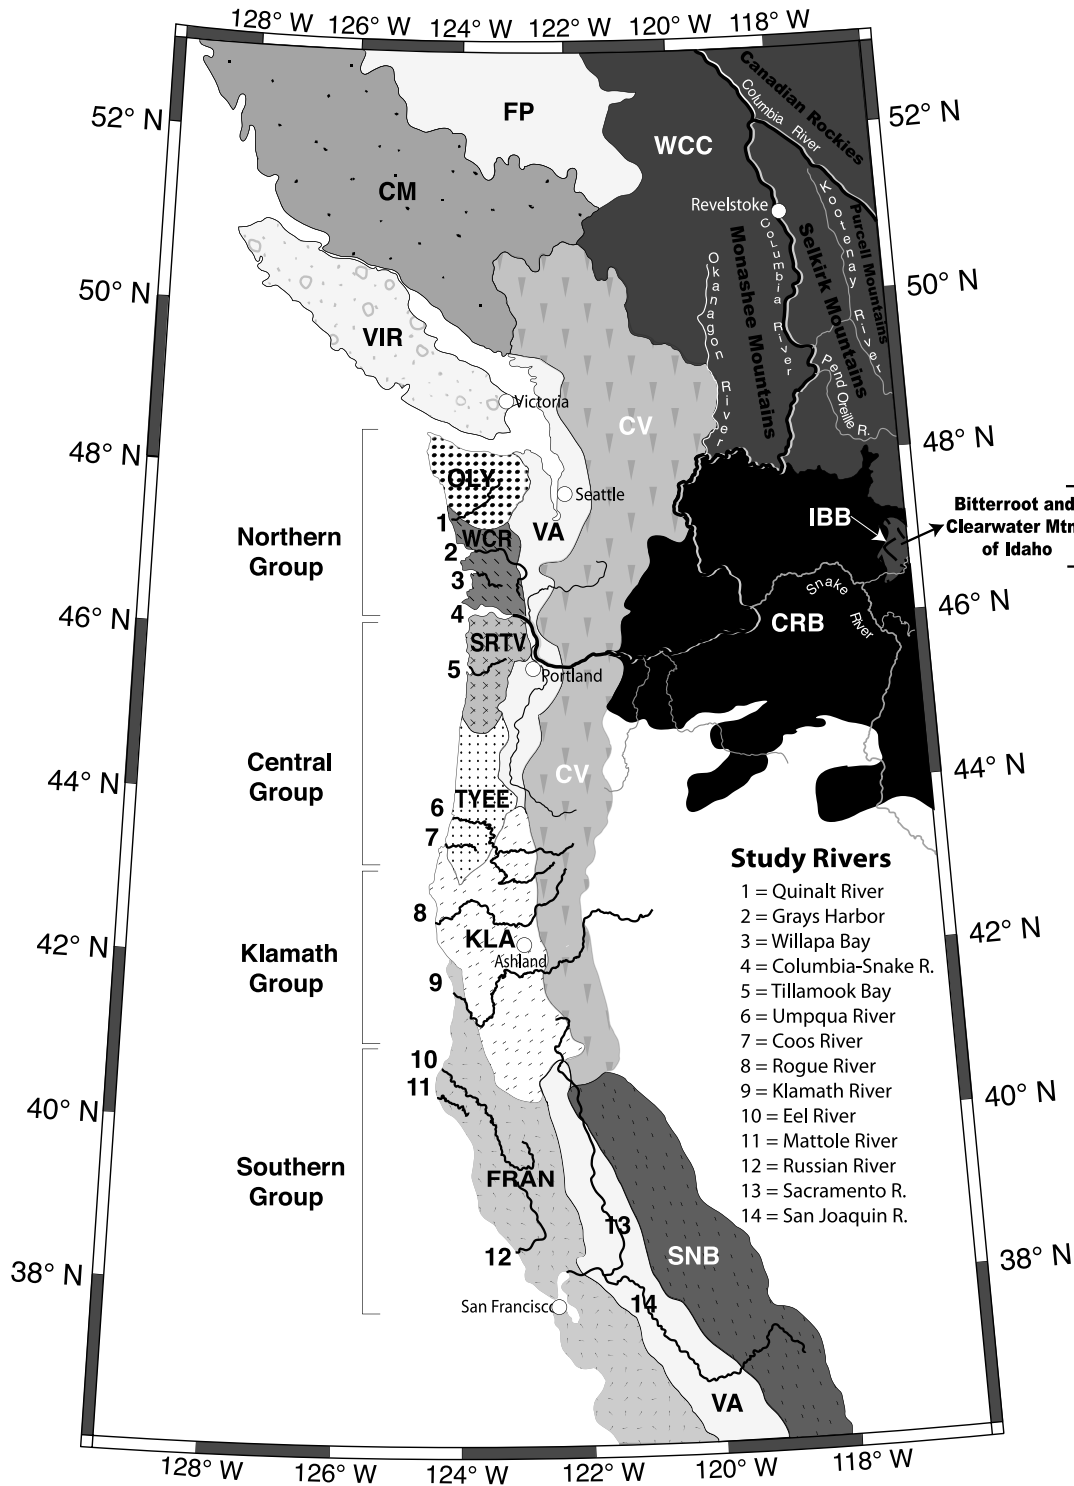 128° W 126° W 124° W 122° W 120° W 118° W
52° N
52° N
FP
WCC
CM
Canadian Rockies
Columbia River
Revelstoke
Kootenay River
Purcell Mountains
Selkirk Mountains
Columbia River
Monashee Mountains
Okanagon River
50° N
50° N
VIR
Pend Oreille R.
Victoria
CV
48° N
48° N
OLY
Seattle
1
VA
IBB
Bitterroot and
Clearwater Mtn
of Idaho
Northern
Group
WCR
2
3
4
46° N
46° N
Snake River
CRB
SRTV
5
Portland
Central
Group
44° N
44° N
CV
TYEE
6
7
Study Rivers
1 = Quinalt River
2 = Grays Harbor
3 = Willapa Bay
4 = Columbia-Snake R.
5 = Tillamook Bay
6 = Umpqua River
7 = Coos River
8 = Rogue River
9 = Klamath River
10 = Eel River
11 = Mattole River
12 = Russian River
13 = Sacramento R.
14 = San Joaquin R.
8
42° N
42° N
KLA
Ashland
Klamath
Group
9
10
11
40° N
40° N
Southern
Group
FRAN
13
12
SNB
38° N
38° N
San Francisc
14
VA
128° W 126° W 124° W 122° W 120° W 118° W